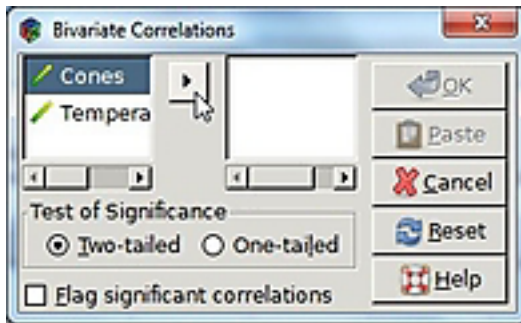 Bivariate Correlations
Cones
Tempera
OK
Paste
Cancel
Reset
Help
Test of Significance
Two-tailed
One-tailed
Flag significant correlations